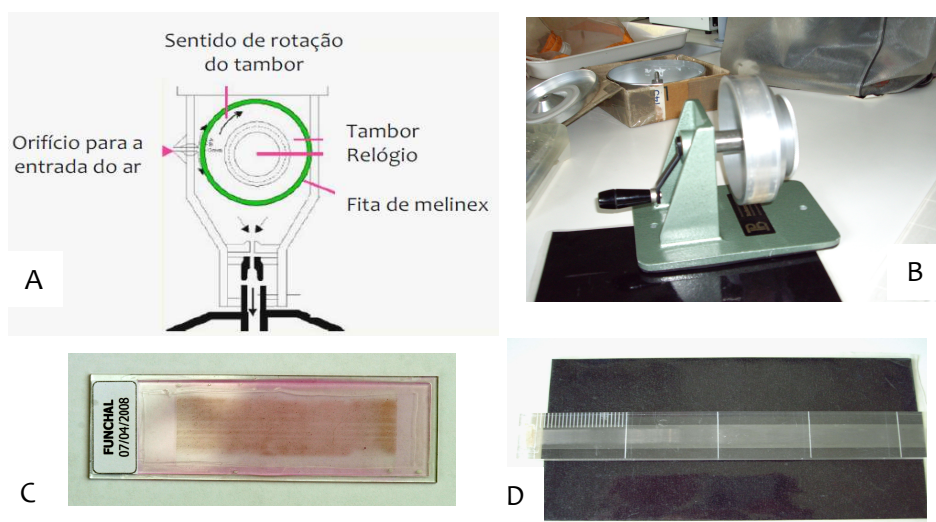 Sentido de rotação
do tambor
Orifício para a
entrada do ar
Tambor
Relógio
Fita de melinex
A
B
FUNCHAL
07/04/2008
C
D